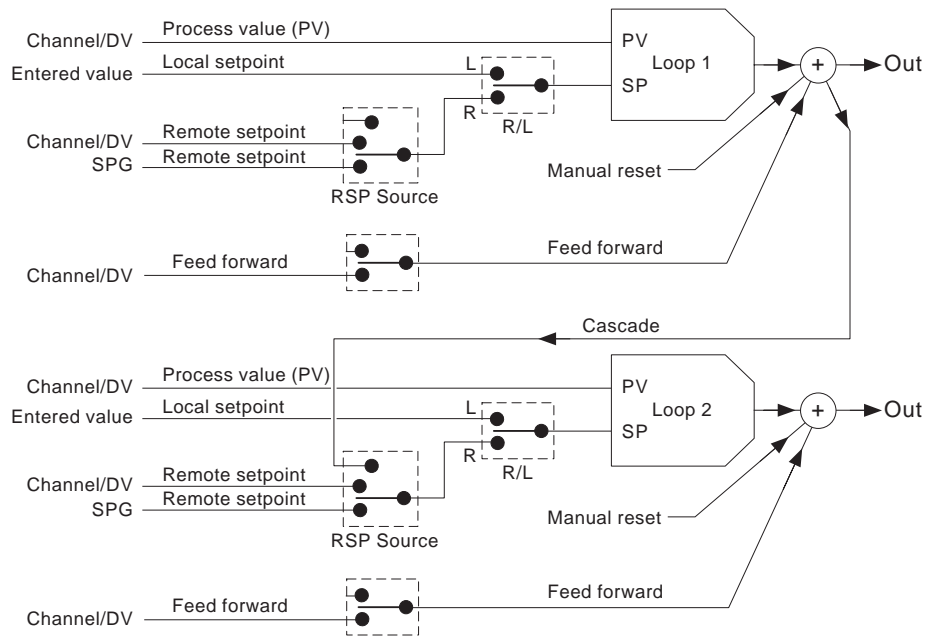 Channel/DV Process value (PV) PV
Loop 1
Out
Entered value Local setpoint L SP
R
R/L
Channel/DV Remote setpoint
SPG Remote setpoint
Manual reset
RSP Source
Channel/DV Feed forward Feed forward
+
Cascade
Channel/DV Process value (PV) PV
Loop 2
Out
Entered value Local setpoint L SP
R
R/L
Channel/DV Remote setpoint
SPG Remote setpoint
Manual reset
RSP Source
Channel/DV Feed forward Feed forward
+